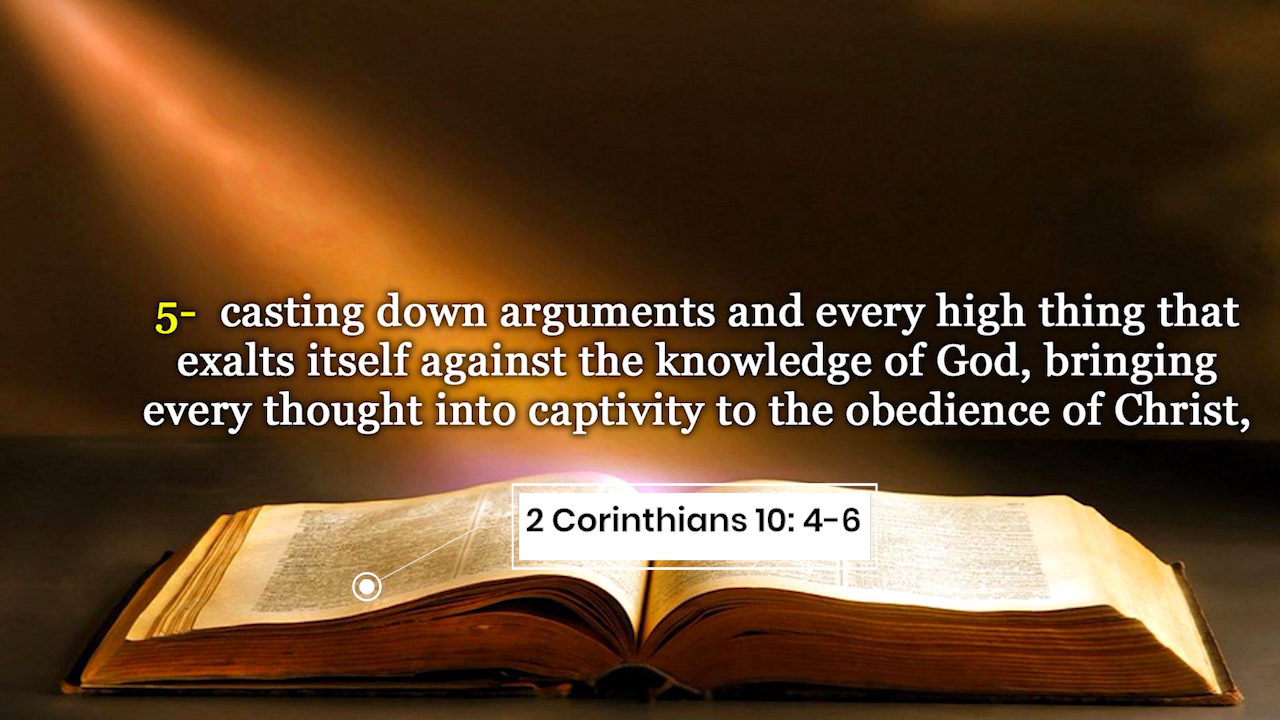 5- casting down arguments and every high thing that
exalts itself against the knowledge of God, bringing
every thought into captivity to the obedience of Christ,
2 Corinthians 10: 4-6